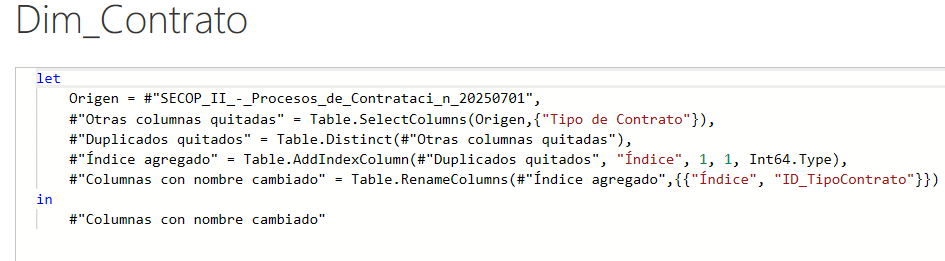 Dim_Contrato
let
Origen = #"SECOP_II_-_Procesos_de_Contrataci_n_20250701",
#"Otras columnas quitadas" = Table.SelectColumns(Origen,{"Tipo de Contrato"}),
#"Duplicados quitados" = Table.Distinct(#"Otras columnas quitadas"),
#"Índice agregado" = Table.AddIndexColumn(#"Duplicados quitados", "Índice", 1, 1, Int64.Type),
#"Columnas con nombre cambiado" = Table.RenameColumns(#"Índice agregado",{{"Índice", "ID_TipoContrato"}})
in
#"Columnas con nombre cambiado"